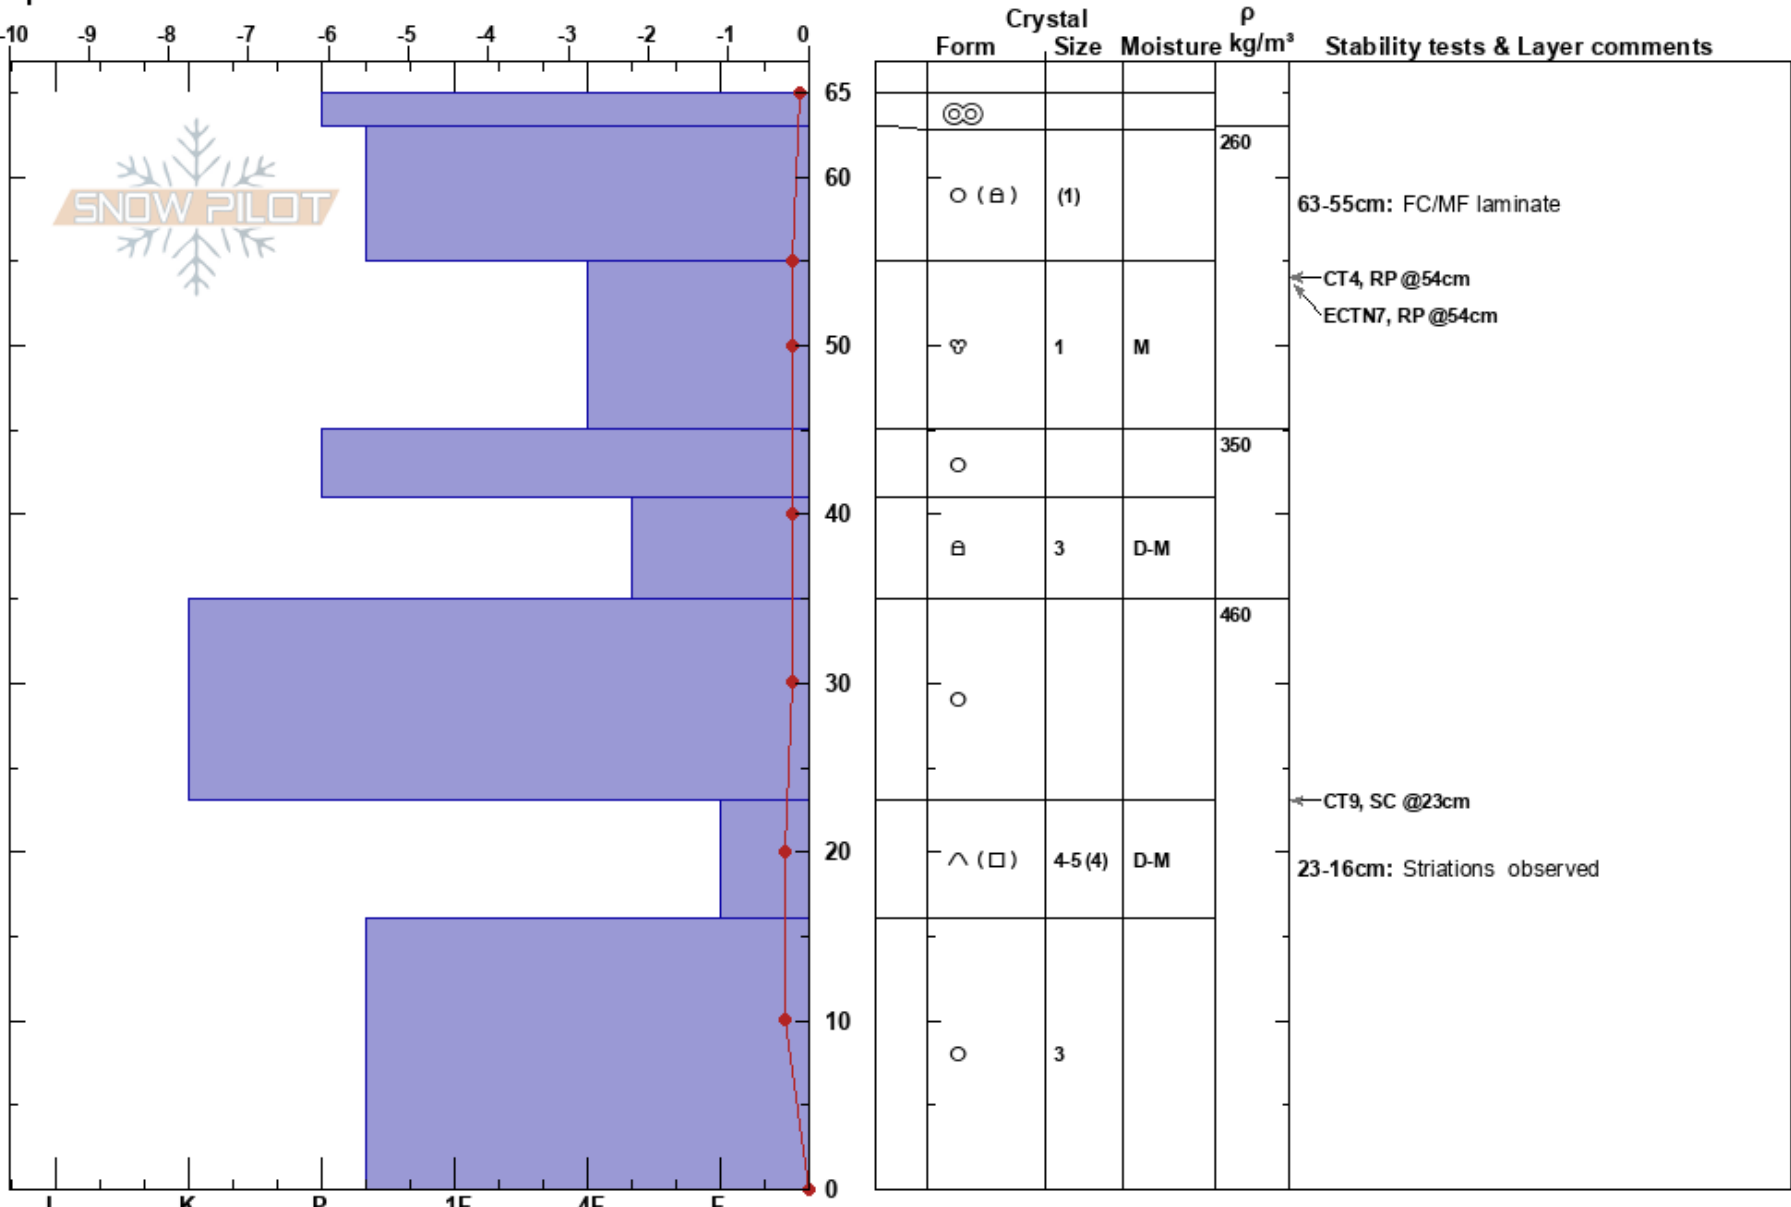 -10 -9 -8 -7 -6 -5 -4 -3 -2 -1 0
Crystal
Form Size Moisture
ρ
kg/m³
Stability tests & Layer comments
SNOW PILOT
65
60
50
40
30
20
10
0
260
(1)
63-55cm: FC/MF laminate
CT4, RP @54cm
ECTN7, RP @54cm
1 M
350
3 D-M
460
CT9, SC @23cm
4-5 (4) D-M
23-16cm: Striations observed
3
I K P 1F 4F F